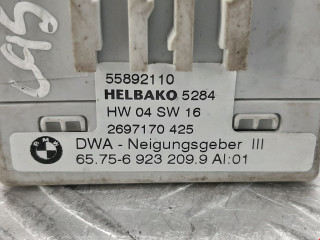 55892110
HELBAKO 5284
HW 04 SW 16
2697170 425
BMW
DWA - Neigungsgeber III
65.75-6 923 209.9 AI:01